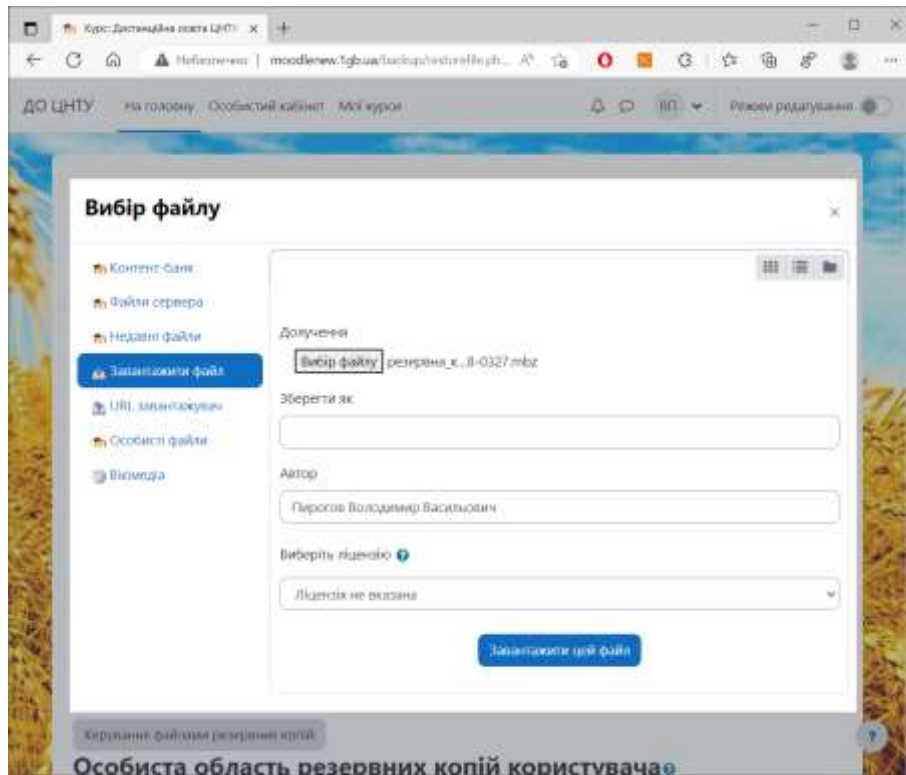 Курс: Дистанційна освіта ЦНТУ
Небезпечно | moodlenew.1gb.ua/backup/restorefile.ph...
ДО ЦНТУ На головну Особистий кабінет Мої курси ВП Режим редагування
Вибір файлу
Контент-банк
Файли сервера
Недавні файли
Завантажити файл
URL завантажувач
Особисті файли
Вікімедіа
Долучення
Вибір файлу резервна_к...8-0327.mbz
Зберегти як
Автор
Пирогов Володимир Васильович
Виберіть ліцензію
Ліцензія не вказана
Завантажити цей файл
Керування файлами резервних копій
Особиста область резервних копій користувача